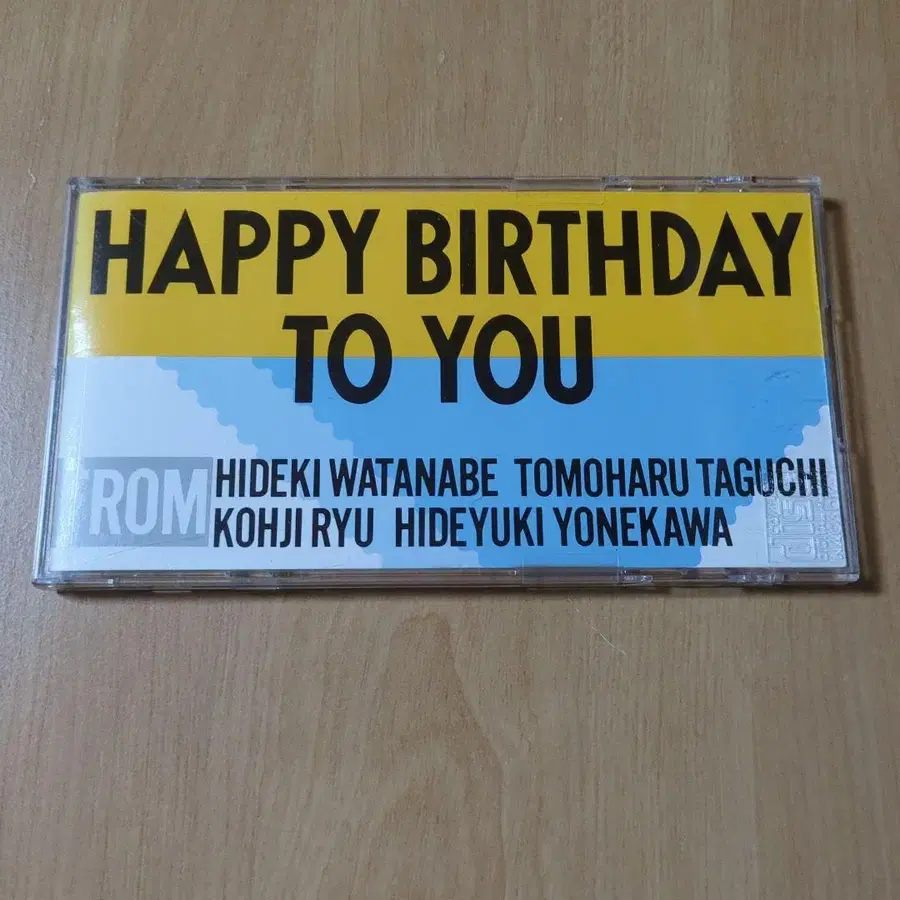 HAPPY BIRTHDAY
TO YOU
FROM HIDEKI WATANABE TOMOHARU TAGUCHI
KOHJI RYU HIDEYUKI YONEKAWA